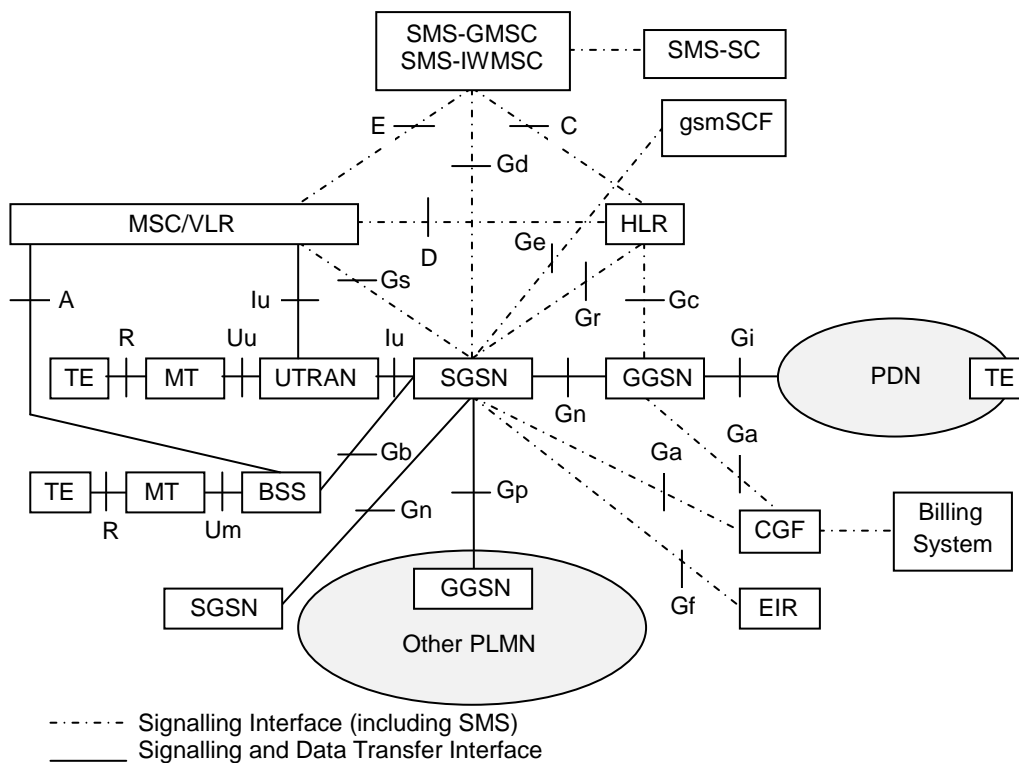 SMS-GMSC
SMS-IWMSC
SMS-SC
gsmSCF
E
C
Gd
MSC/VLR
HLR
D
Ge
Gs
Gr
Gc
A
Iu
R
Uu
Iu
Gi
TE
MT
UTRAN
SGSN
GGSN
PDN
TE
Gn
Ga
Ga
Gb
TE
MT
BSS
Gn
Gp
R
Um
CGF
Billing
System
SGSN
GGSN
Gf
EIR
Other PLMN
Signalling Interface (including SMS)
Signalling and Data Transfer Interface